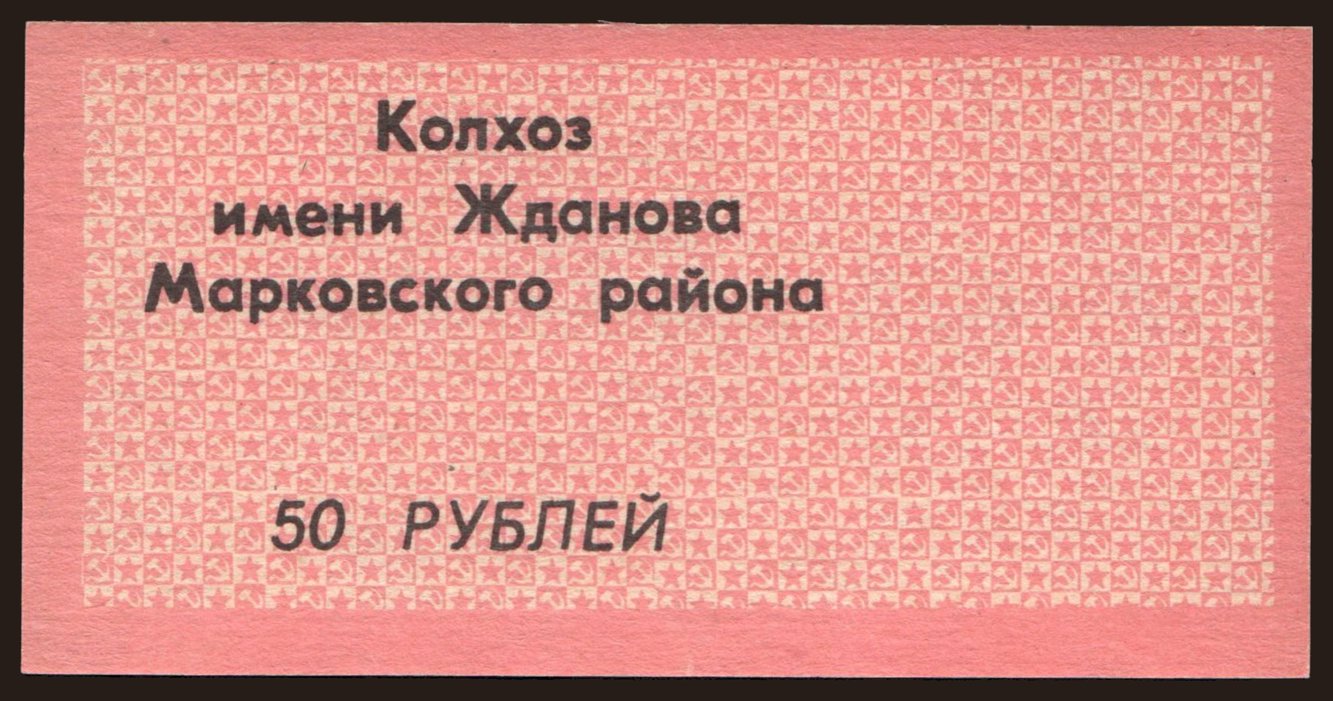 Колхоз
имени Жданова
Марковского района
50 РУБЛЕЙ